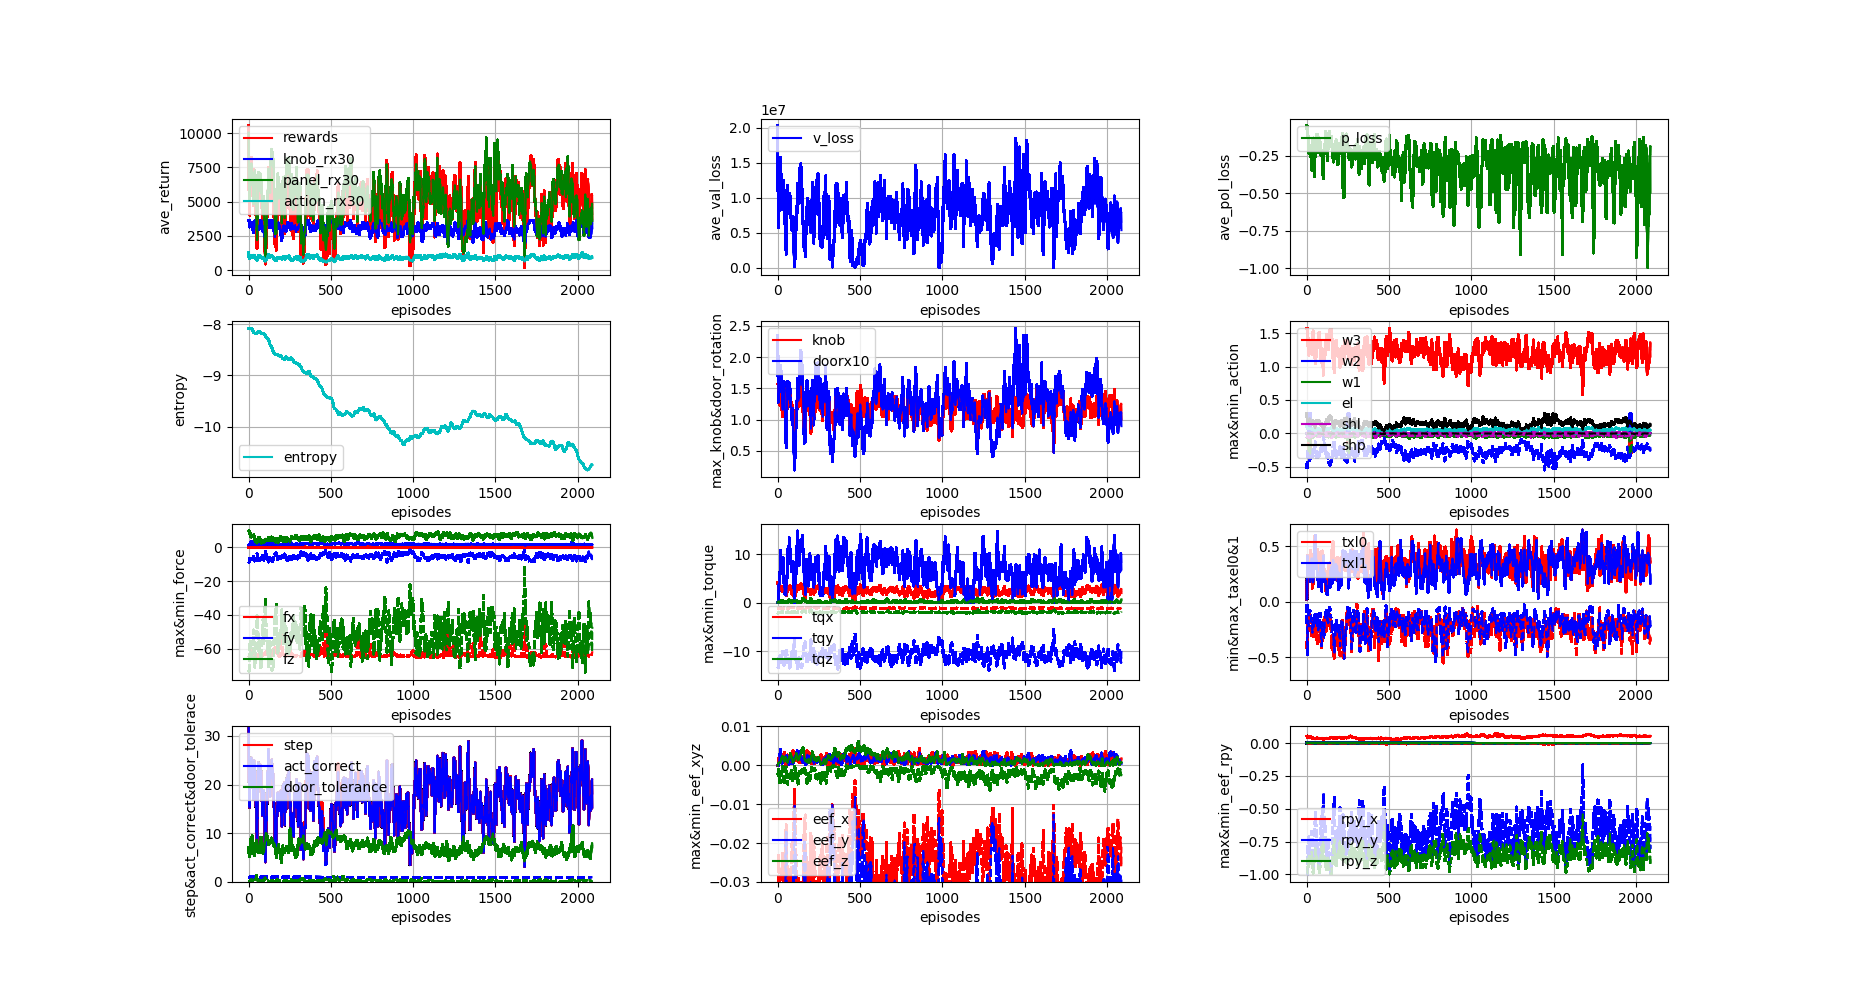 ave_return
10000
7500
5000
2500
0
rewards
knob_rx30
panel_rx30
action_rx30
0 500 1000 1500 2000
episodes
1e7
ave_val_loss
2.0
1.5
1.0
0.5
0.0
v_loss
0 500 1000 1500 2000
episodes
ave_pol_loss
−0.25
−0.50
−0.75
−1.00
p_loss
0 500 1000 1500 2000
episodes
entropy
−8
−9
−10
entropy
0 500 1000 1500 2000
episodes
max_knob&door_rotation
2.5
2.0
1.5
1.0
0.5
knob
doorx10
0 500 1000 1500 2000
episodes
max&min_action
1.5
1.0
0.5
0.0
−0.5
w3
w2
w1
el
shl
shp
0 500 1000 1500 2000
episodes
max&min_force
0
−20
−40
−60
fx
fy
fz
0 500 1000 1500 2000
episodes
max&min_torque
10
0
−10
tqx
tqy
tqz
0 500 1000 1500 2000
episodes
min&max_taxel0&1
0.5
0.0
−0.5
txl0
txl1
0 500 1000 1500 2000
episodes
step&act_correct&door_tolerace
30
20
10
0
step
act_correct
door_tolerance
0 500 1000 1500 2000
episodes
max&min_eef_xyz
0.01
0.00
−0.01
−0.02
−0.03
eef_x
eef_y
eef_z
0 500 1000 1500 2000
episodes
max&min_eef_rpy
0.00
−0.25
−0.50
−0.75
−1.00
rpy_x
rpy_y
rpy_z
0 500 1000 1500 2000
episodes